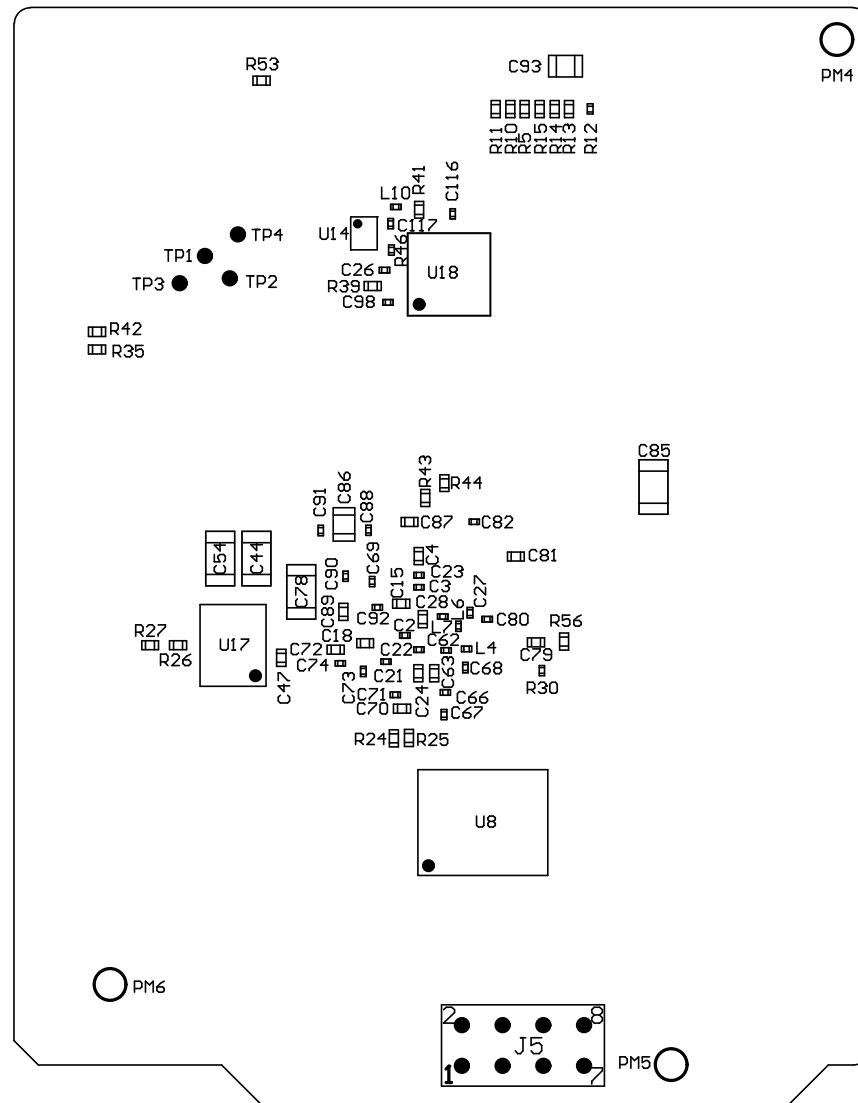 R53
C93
PM4
R11
R10
R5
R15
R14
R13
R12
L10
R41
C116
U14
C117
TP4
R46
TP1
C26
U18
TP3
TP2
R39
C98
R42
R35
C85
C91
C86
C88
R43
R44
C87
C82
C54
C44
C4
C81
C90
C69
C23
C78
C15
C3
C89
C92
C28
L6
C27
C80
R56
L7
C2
R27
R26
U17
C18
C62
C72
C22
L4
C79
C74
C47
C73
C21
C24
C63
C68
R30
C71
C66
C70
C67
R24
R25
U8
PM6
2
8
J5
PM5
1
7